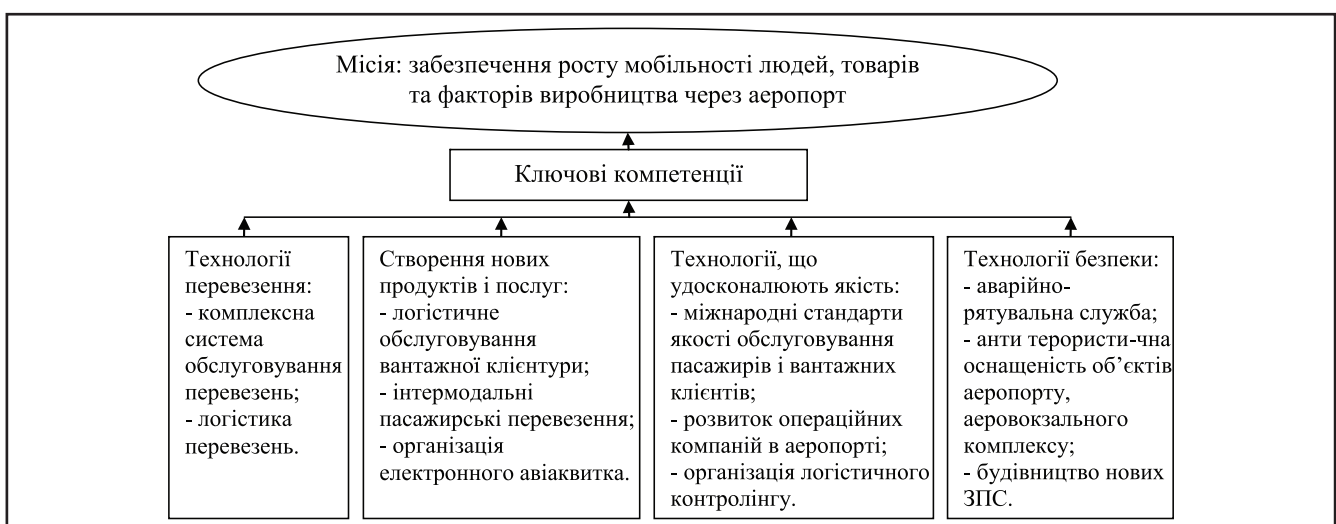 Місія: забезпечення росту мобільності людей, товарів
та факторів виробництва через аеропорт
Ключові компетенції
Технології
перевезення:
- комплексна
система
обслуговування
перевезень;
- логістика
перевезень.
Створення нових
продуктів і послуг:
- логістичне
обслуговування
вантажної клієнтури;
- інтермодальні
пасажирські перевезення;
- організація
електронного авіаквитка.
Технології, що
удосконалюють якість:
- міжнародні стандарти
якості обслуговування
пасажирів і вантажних
клієнтів;
- розвиток операційних
компаній в аеропорті;
- організація логістичного
контролінгу.
Технології безпеки:
- аварійно-
рятувальна служба;
- анти терористи-чна
оснащеність об’єктів
аеропорту,
аеровокзального
комплексу;
- будівництво нових
ЗПС.